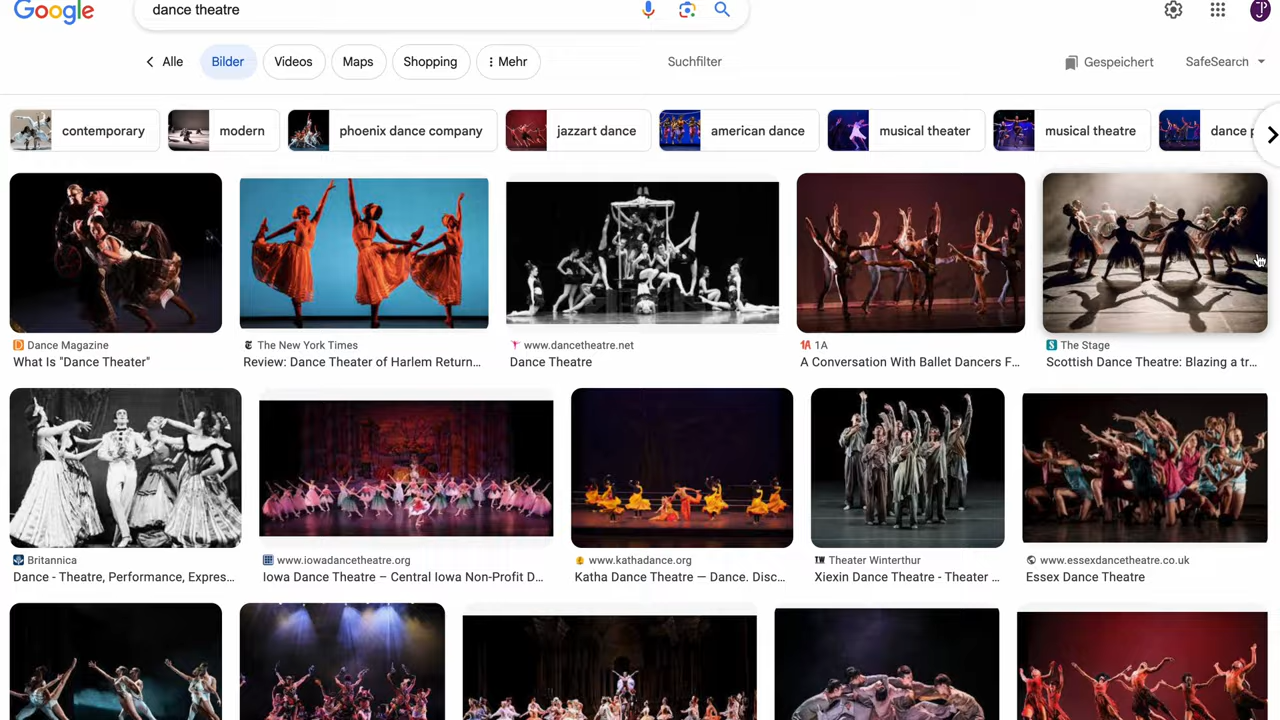 Google
dance theatre
Alle
Bilder
Videos
Maps
Shopping
Mehr
Suchfilter
Gespeichert
SafeSearch
contemporary
modern
phoenix dance company
jazzart dance
american dance
musical theater
musical theatre
dance p
Dance Magazine
What Is "Dance Theater"
The New York Times
Review: Dance Theater of Harlem Return...
www.dancetheatre.net
Dance Theatre
1A
A Conversation With Ballet Dancers F...
The Stage
Scottish Dance Theatre: Blazing a tr...
Britannica
Dance - Theatre, Performance, Expres...
www.iowadancetheatre.org
Iowa Dance Theatre – Central Iowa Non-Profit D...
www.kathadance.org
Katha Dance Theatre — Dance. Disc...
Theater Winterthur
Xiexin Dance Theatre - Theater ...
www.essexdancetheatre.co.uk
Essex Dance Theatre